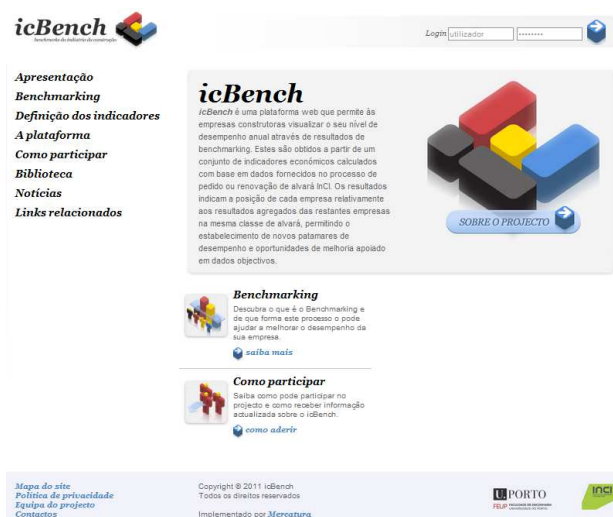 icBench
benchmarking da indústria da construção
Login utilizador ········
Apresentação
Benchmarking
Definição dos indicadores
A plataforma
Como participar
Biblioteca
Notícias
Links relacionados
icBench
icBench é uma plataforma web que permite às
empresas construtoras visualizar o seu nível de
desempenho anual através de resultados de
benchmarking. Estes são obtidos a partir de um
conjunto de indicadores económicos calculados
com base em dados fornecidos no processo de
pedido ou renovação de alvará InCI. Os resultados
indicam a posição de cada empresa relativamente
aos resultados agregados das restantes empresas
na mesma classe de alvará, permitindo o
estabelecimento de novos patamares de
desempenho e oportunidades de melhoria apoiado
em dados objectivos.
SOBRE O PROJECTO
Benchmarking
Descubra o que é o Benchmarking e
de que forma este processo o pode
ajudar a melhorar o desempenho da
sua empresa.
saiba mais
Como participar
Saiba como pode participar no
projecto e como receber informação
actualizada sobre o icBench.
como aderir
Mapa do site
Política de privacidade
Equipa do projecto
Contactos
Copyright © 2011 icBench
Todos os direitos reservados
Implementado por Mercatura
U. PORTO
FEUP FACULDADE DE ENGENHARIA
UNIVERSIDADE DO PORTO
INCI